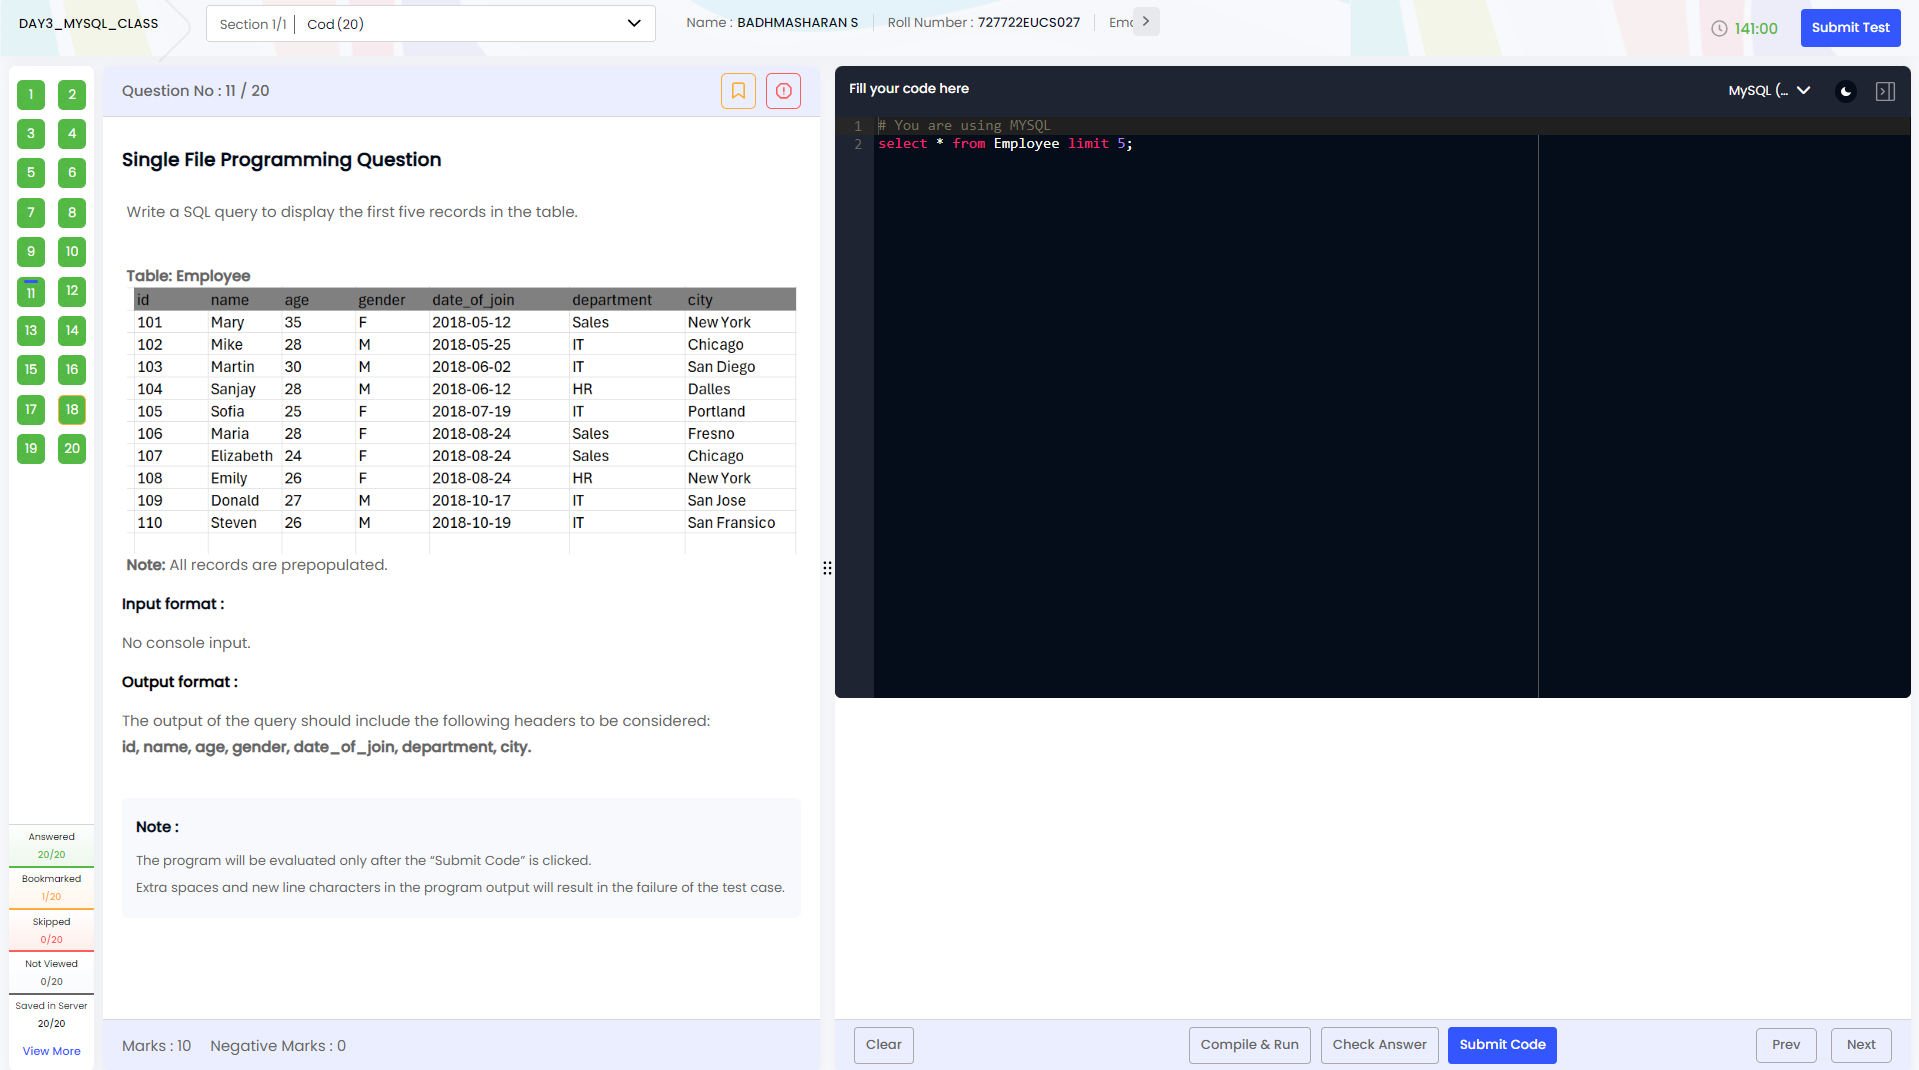 DAY3_MYSQL_CLASS
Section 1/1 | Cod (20)
Name : BADHMASHARAN S
Roll Number : 727722EUCS027
Ema
141:00
Submit Test
1 2
3 4
5 6
7 8
9 10
11 12
13 14
15 16
17 18
19 20
Answered
20/20
Bookmarked
1/20
Skipped
0/20
Not Viewed
0/20
Saved in Server
20/20
View More
Question No : 11 / 20
Single File Programming Question
Write a SQL query to display the first five records in the table.
Table: Employee
id name age gender date_of_join department city
101 Mary 35 F 2018-05-12 Sales New York
102 Mike 28 M 2018-05-25 IT Chicago
103 Martin 30 M 2018-06-02 IT San Diego
104 Sanjay 28 M 2018-06-12 HR Dalles
105 Sofia 25 F 2018-07-19 IT Portland
106 Maria 28 F 2018-08-24 Sales Fresno
107 Elizabeth 24 F 2018-08-24 Sales Chicago
108 Emily 26 F 2018-08-24 HR New York
109 Donald 27 M 2018-10-17 IT San Jose
110 Steven 26 M 2018-10-19 IT San Fransico
Note: All records are prepopulated.
Input format :
No console input.
Output format :
The output of the query should include the following headers to be considered:
id, name, age, gender, date_of_join, department, city.
Note :
The program will be evaluated only after the “Submit Code” is clicked.
Extra spaces and new line characters in the program output will result in the failure of the test case.
Marks : 10 Negative Marks : 0
Fill your code here
MySQL (...
1 # You are using MYSQL
2 select * from Employee limit 5;
Clear
Compile & Run
Check Answer
Submit Code
Prev
Next